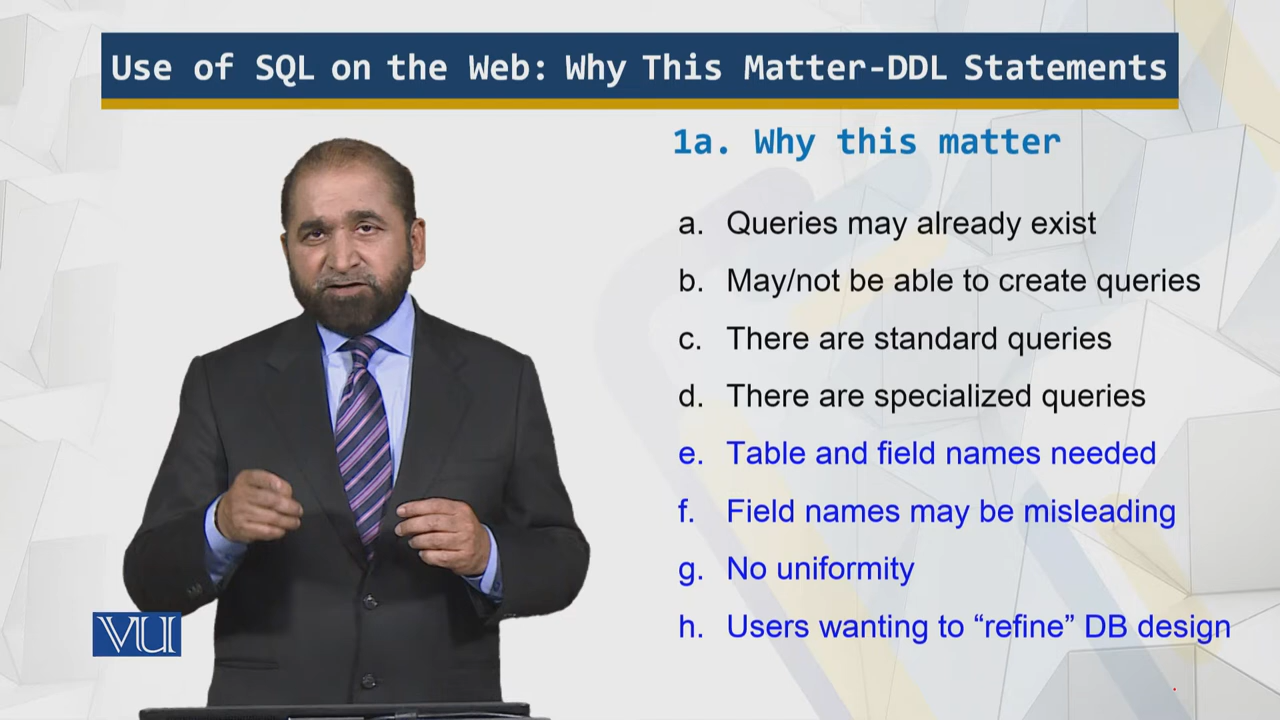 Use of SQL on the Web: Why This Matter-DDL Statements
1a. Why this matter
a. Queries may already exist
b. May/not be able to create queries
c. There are standard queries
d. There are specialized queries
e. Table and field names needed
f. Field names may be misleading
g. No uniformity
h. Users wanting to “refine” DB design
VU